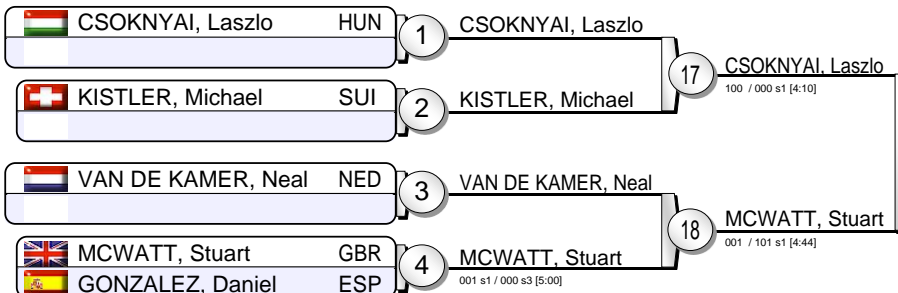 CSOKNYAI, Laszlo HUN
1
CSOKNYAI, Laszlo
17
CSOKNYAI, Laszlo
100 / 000 s1 [4:10]
KISTLER, Michael SUI
2
KISTLER, Michael
VAN DE KAMER, Neal NED
3
VAN DE KAMER, Neal
18
MCWATT, Stuart
001 / 101 s1 [4:44]
MCWATT, Stuart GBR
GONZALEZ, Daniel ESP
4
MCWATT, Stuart
001 s1 / 000 s3 [5:00]